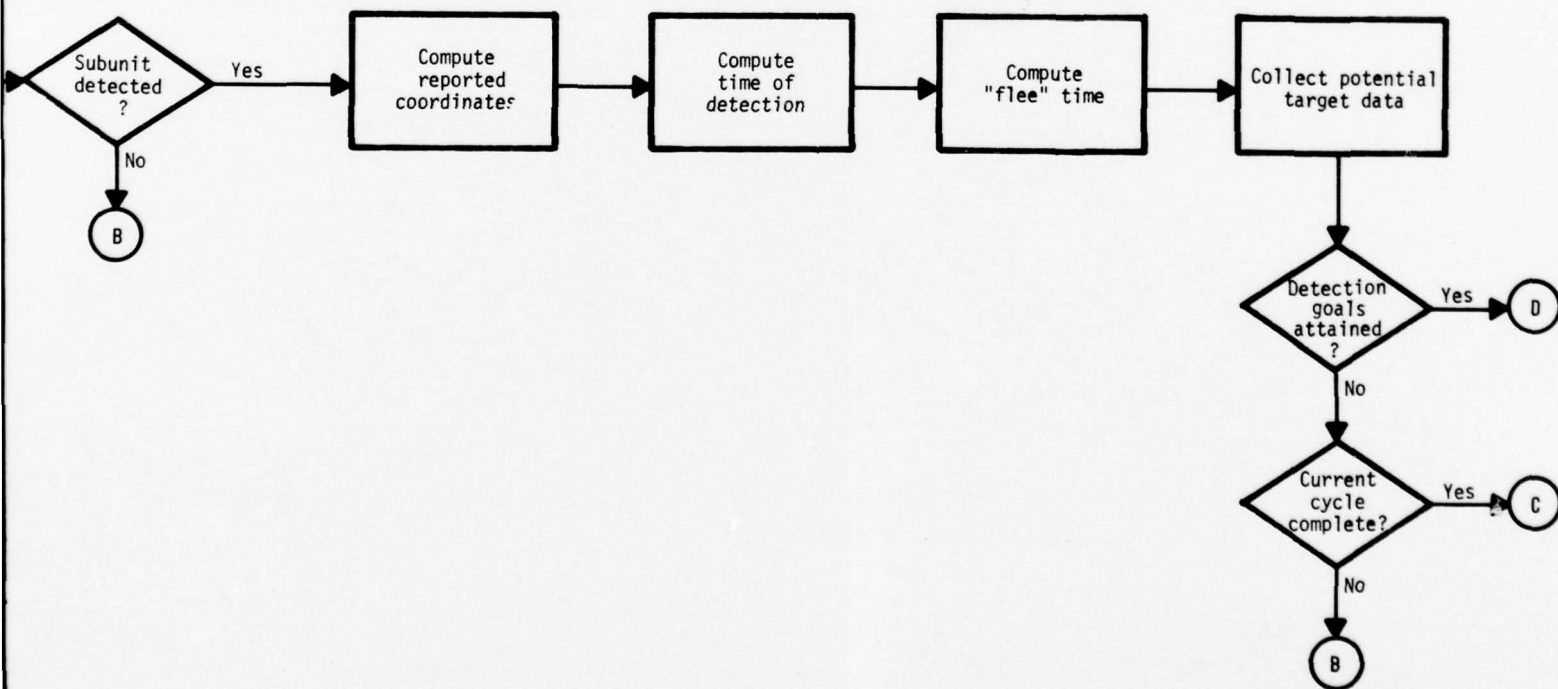 Subunit
detected
?
Yes
No
B
Compute
reported
coordinates
Compute
time of
detection
Compute
"flee" time
Collect potential
target data
Detection
goals
attained
?
Yes
D
No
Current
cycle
complete?
Yes
C
No
B